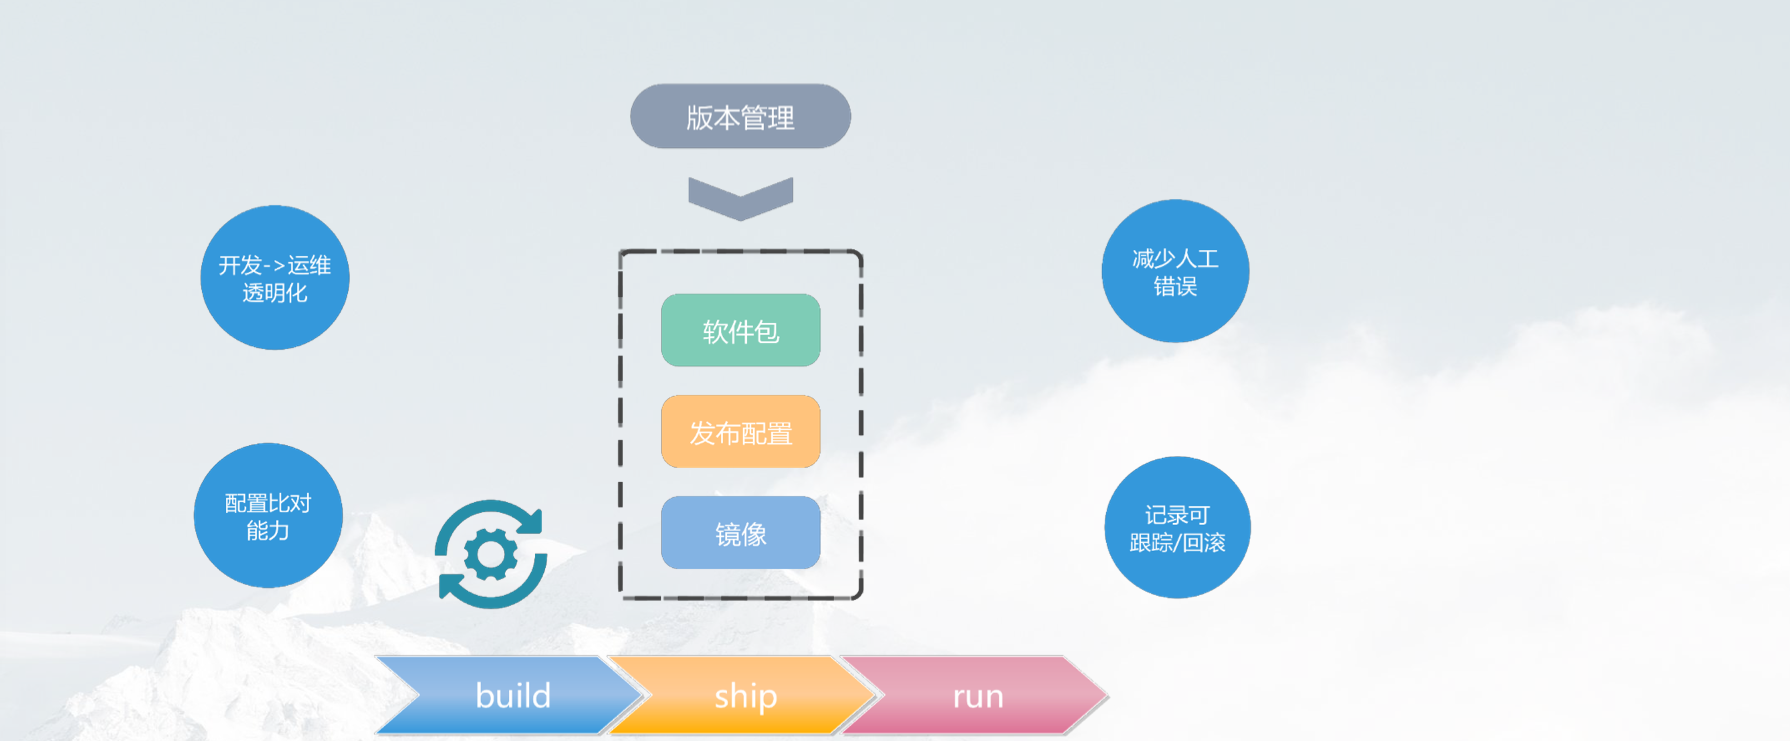 版本管理
开发->运维
透明化
减少人工
错误
软件包
发布配置
镜像
配置比对
能力
记录可
跟踪/回滚
build
ship
run